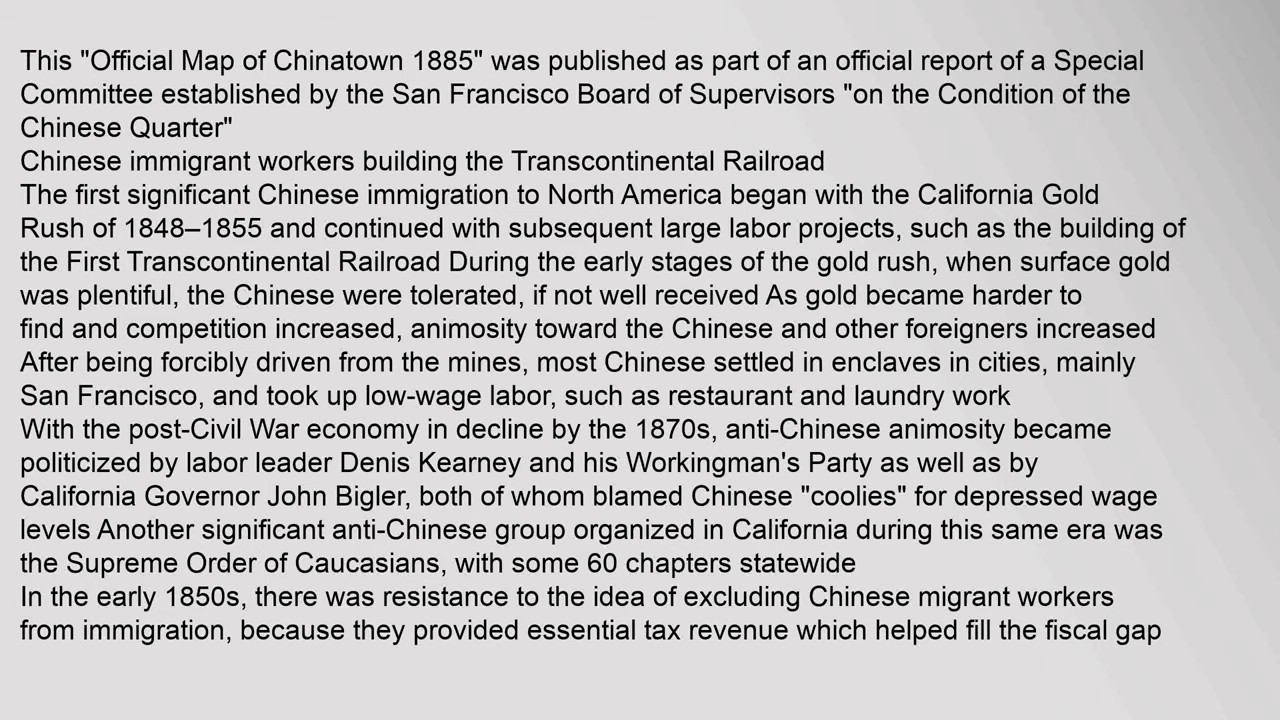 This "Official Map of Chinatown 1885" was published as part of an official report of a Special
Committee established by the San Francisco Board of Supervisors "on the Condition of the
Chinese Quarter"
Chinese immigrant workers building the Transcontinental Railroad
The first significant Chinese immigration to North America began with the California Gold
Rush of 1848–1855 and continued with subsequent large labor projects, such as the building of
the First Transcontinental Railroad During the early stages of the gold rush, when surface gold
was plentiful, the Chinese were tolerated, if not well received As gold became harder to
find and competition increased, animosity toward the Chinese and other foreigners increased
After being forcibly driven from the mines, most Chinese settled in enclaves in cities, mainly
San Francisco, and took up low-wage labor, such as restaurant and laundry work
With the post-Civil War economy in decline by the 1870s, anti-Chinese animosity became
politicized by labor leader Denis Kearney and his Workingman's Party as well as by
California Governor John Bigler, both of whom blamed Chinese "coolies" for depressed wage
levels Another significant anti-Chinese group organized in California during this same era was
the Supreme Order of Caucasians, with some 60 chapters statewide
In the early 1850s, there was resistance to the idea of excluding Chinese migrant workers
from immigration, because they provided essential tax revenue which helped fill the fiscal gap